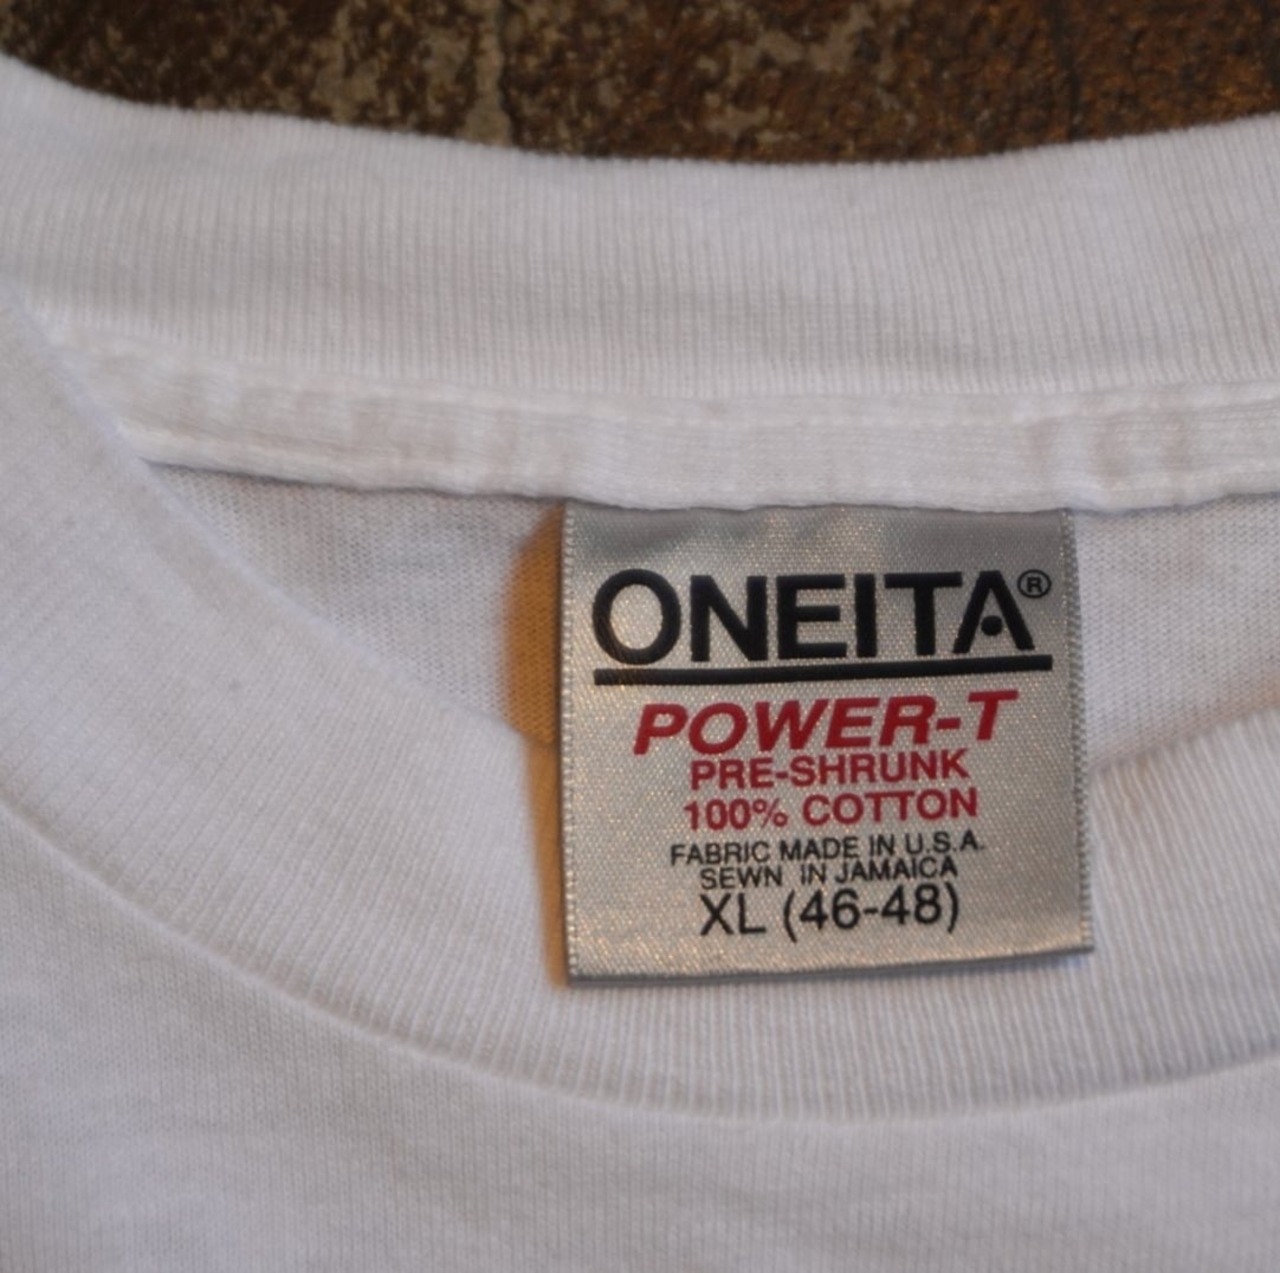 ONEITA®
POWER-T
PRE-SHRUNK
100% COTTON
FABRIC MADE IN U.S.A.
SEWN IN JAMAICA
XL (46-48)